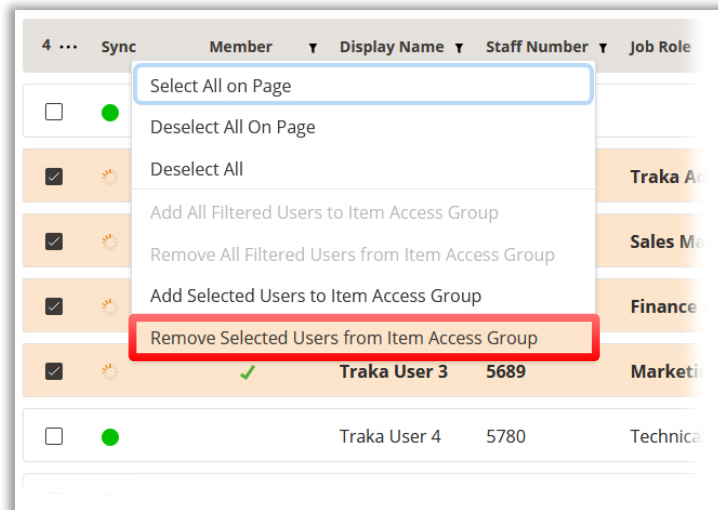 4 ... Sync Member Display Name Staff Number Job Role
Select All on Page
Deselect All On Page
Deselect All
Traka
Add All Filtered Users to Item Access Group
Sales
Remove All Filtered Users from Item Access Group
Add Selected Users to Item Access Group
Finance
Remove Selected Users from Item Access Group
Traka User 3 5689
Traka User 4 5780